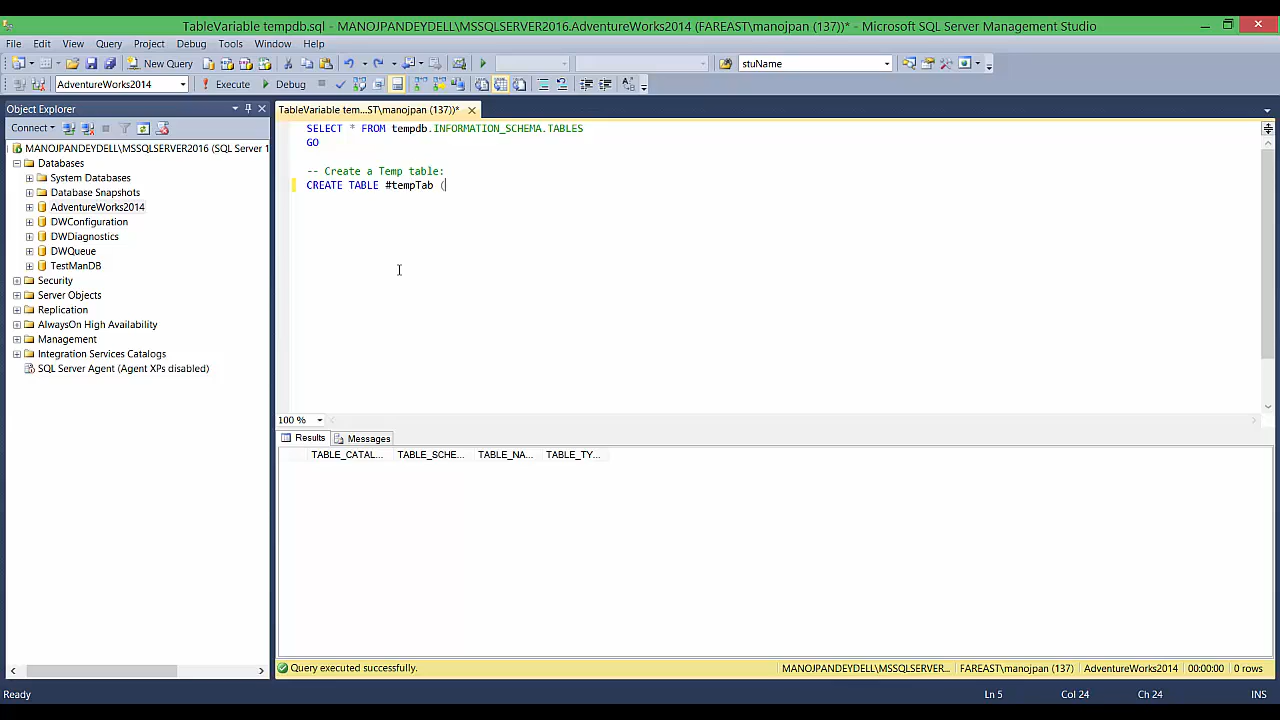 TableVariable tempdb.sql - MANOJPANDEYDELL\MSSQLSERVER2016.AdventureWorks2014 (FAREAST\manojpan (137))* - Microsoft SQL Server Management Studio
File Edit View Query Project Debug Tools Window Help
New Query stuName
AdventureWorks2014 Execute Debug
Object Explorer
Connect
MANOJPANDEYDELL\MSSQLSERVER2016 (SQL Server 1
Databases
System Databases
Database Snapshots
AdventureWorks2014
DWConfiguration
DWDiagnostics
DWQueue
TestManDB
Security
Server Objects
Replication
AlwaysOn High Availability
Management
Integration Services Catalogs
SQL Server Agent (Agent XPs disabled)
TableVariable tem...ST\manojpan (137))*
SELECT * FROM tempdb.INFORMATION_SCHEMA.TABLES
GO
-- Create a Temp table:
CREATE TABLE #tempTab (
100 %
Results Messages
TABLE_CATAL... TABLE_SCHE... TABLE_NA... TABLE_TY...
Query executed successfully. MANOJPANDEYDELL\MSSQLSERVER... FAREAST\manojpan (137) AdventureWorks2014 00:00:00 0 rows
Ready Ln 5 Col 24 Ch 24 INS